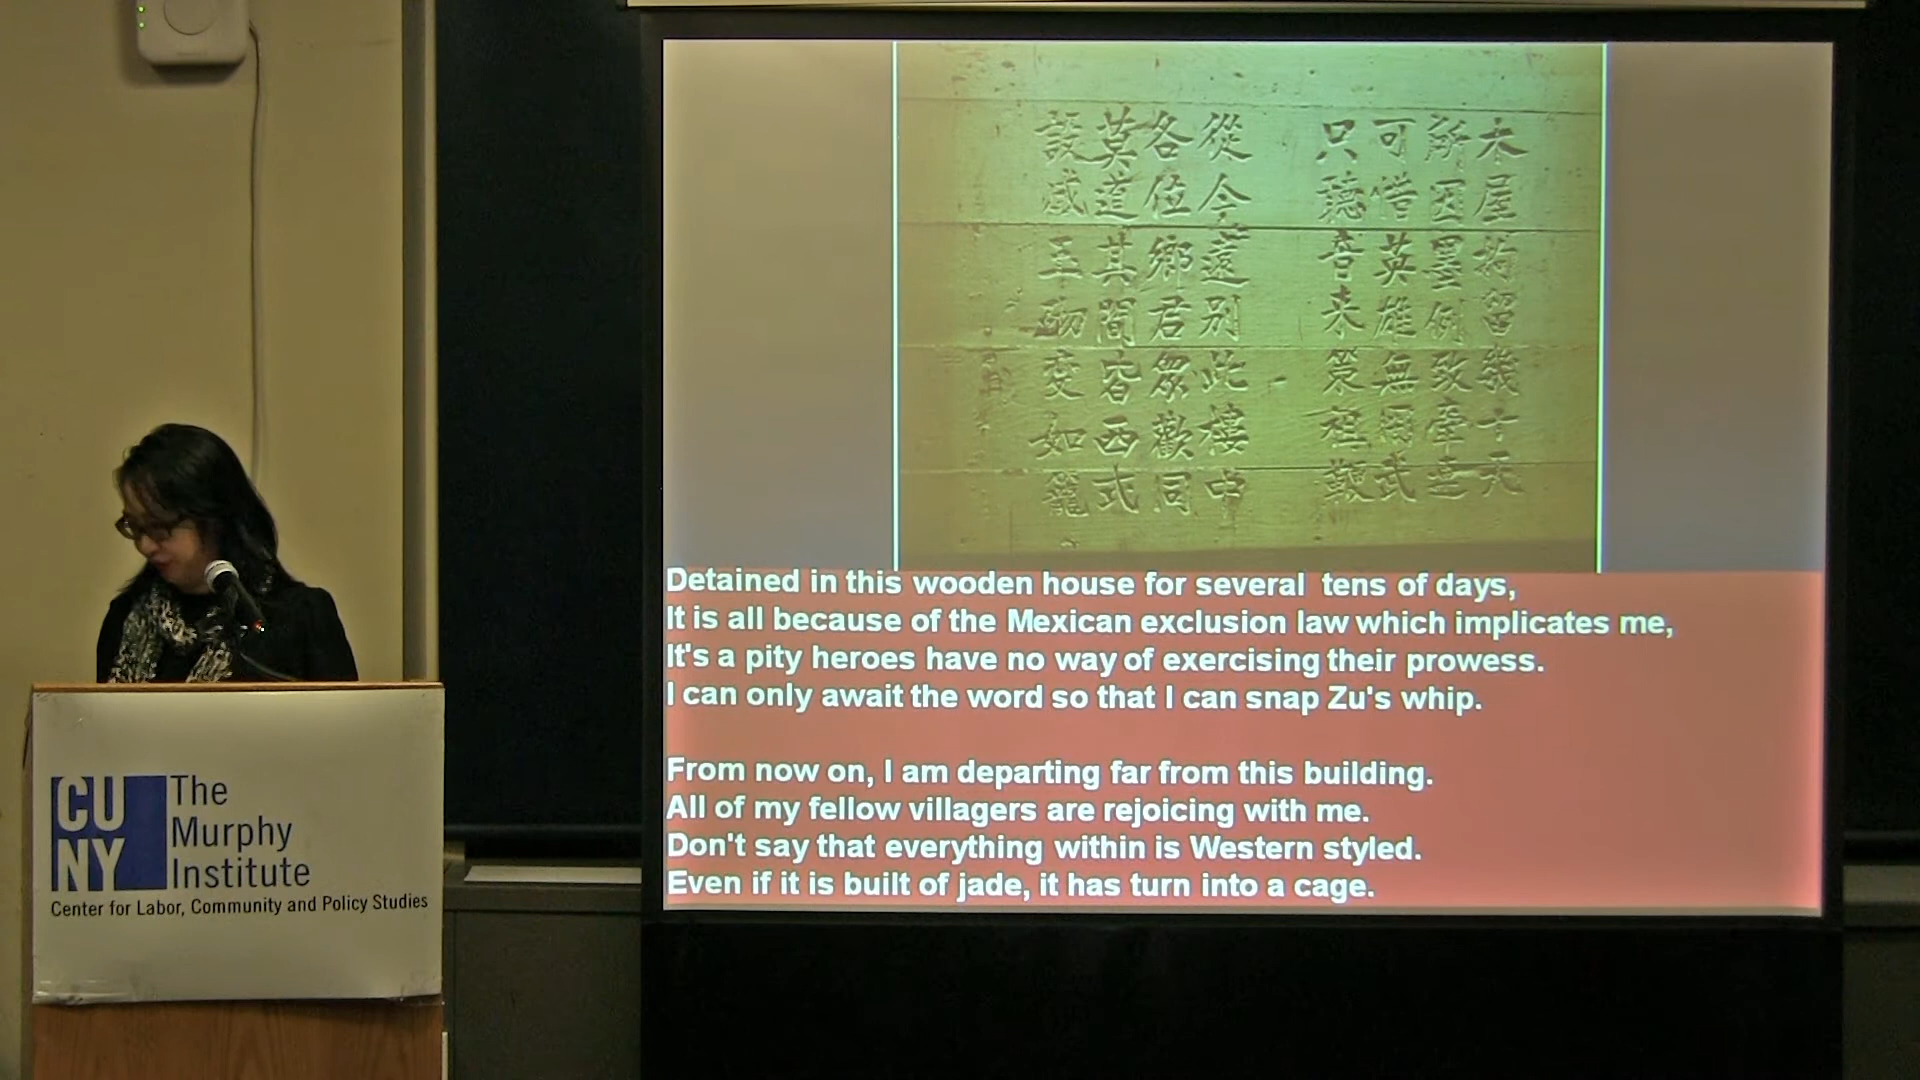 木屋拘留幾十天
所因墨例致牽連
可惜英雄無用武
只聽音來策祖鞭
從今遠別此樓中
各位鄉君眾歡同
莫道其間皆西式
設成玉砌變如籠
Detained in this wooden house for several tens of days,
It is all because of the Mexican exclusion law which implicates me,
It's a pity heroes have no way of exercising their prowess.
I can only await the word so that I can snap Zu's whip.
From now on, I am departing far from this building.
All of my fellow villagers are rejoicing with me.
Don't say that everything within is Western styled.
Even if it is built of jade, it has turn into a cage.
CU
NY
The
Murphy
Institute
Center for Labor, Community and Policy Studies